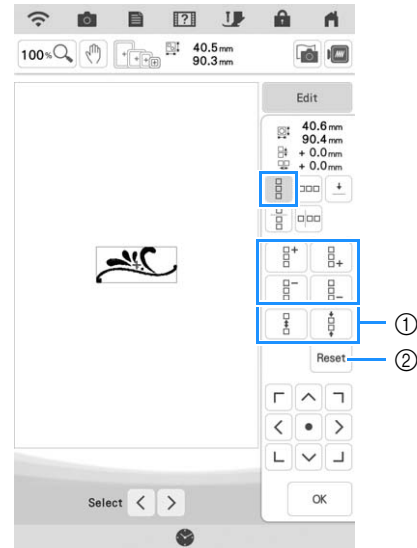 100%
40.5 mm
90.3 mm
Edit
40.6 mm
90.4 mm
+ 0.0 mm
+ 0.0 mm
①
Reset
②
Select
OK